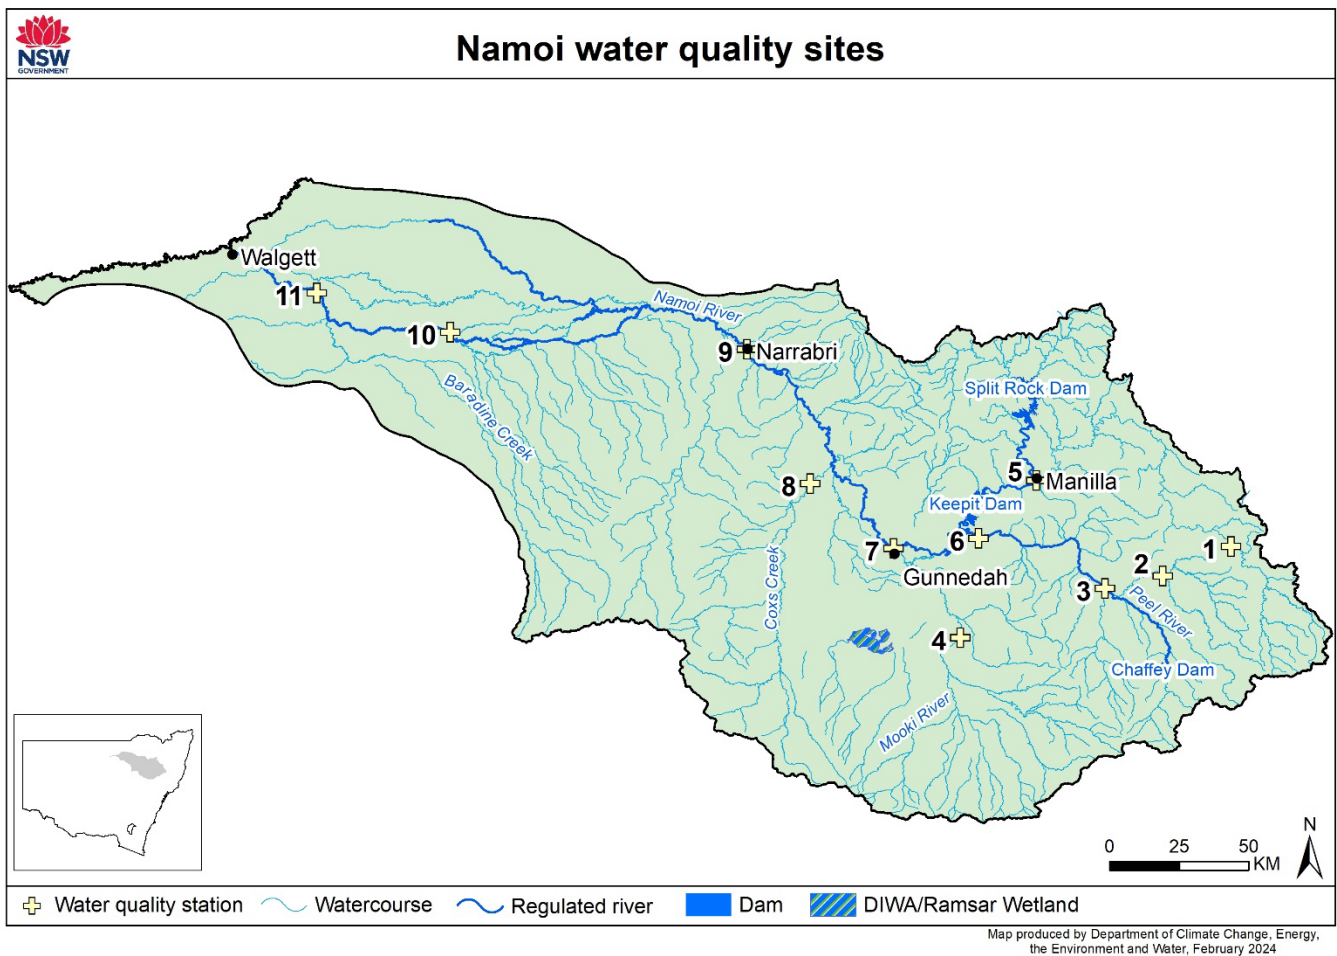 NSW
GOVERNMENT
Namoi water quality sites
Walgett
11
10
Namoi River
9
Narrabri
Baradine Creek
Split Rock Dam
5
Manilla
8
Keepit Dam
7
6
Gunnedah
1
2
3
Peel River
Coxs Creek
4
Chaffey Dam
Mooki River
0 25 50
KM
N
Water quality station
Watercourse
Regulated river
Dam
DIWA/Ramsar Wetland
Map produced by Department of Climate Change, Energy,
the Environment and Water, February 2024